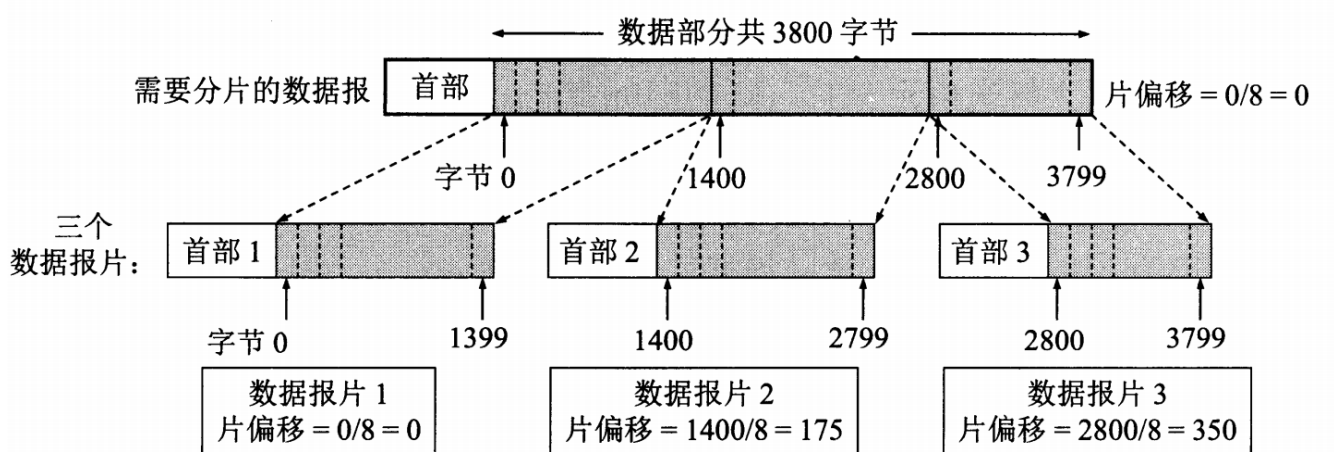 数据部分共 3800 字节
需要分片的数据报 首部 片偏移 = 0/8 = 0
字节 0 1400 2800 3799
三个
数据报片：
首部 1 首部 2 首部 3
字节 0 1399 1400 2799 2800 3799
数据报片 1
片偏移 = 0/8 = 0
数据报片 2
片偏移 = 1400/8 = 175
数据报片 3
片偏移 = 2800/8 = 350